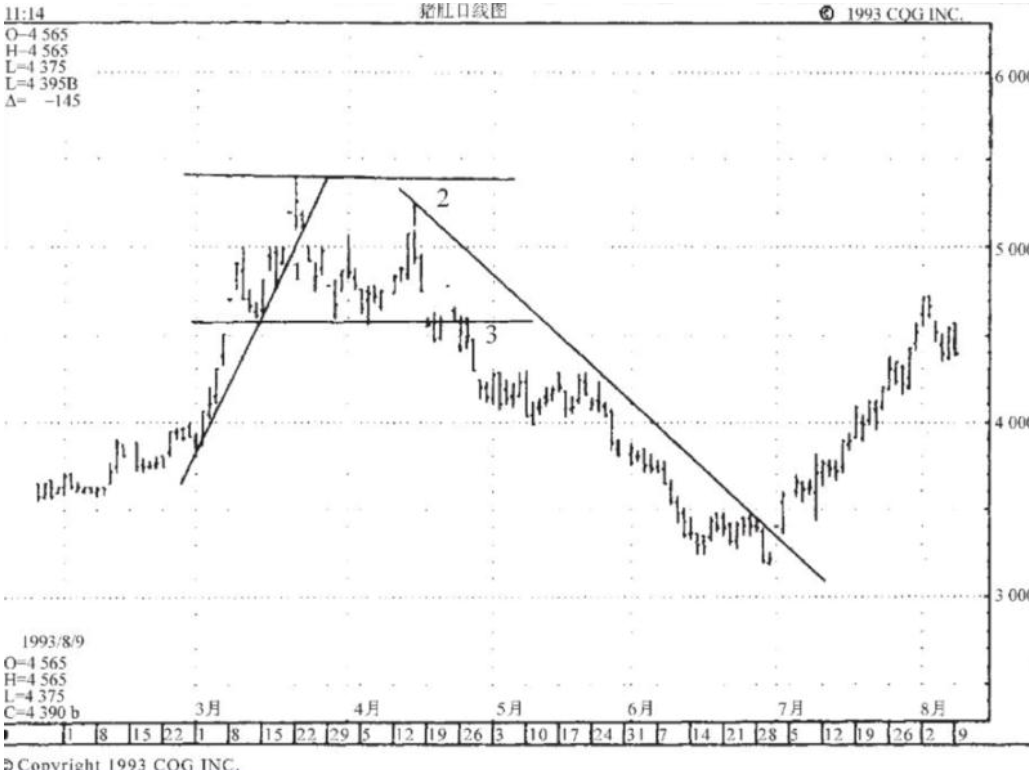 11:14
猪肚日线图
© 1993 CQG INC.
O-4 565
H-4 565
L=4 375
L=4 395B
Δ= -145
6 000
2
5 000
3
4 000
3 000
1993/8/9
O=4 565
H=4 565
L=4 375
C=4 390 b
3月 4月 5月 6月 7月 8月
1 8 15 22 1 8 15 22 29 5 12 19 26 3 10 17 24 31 7 14 21 28 5 12 19 26 2 9
© Copyright 1993 CQG INC.